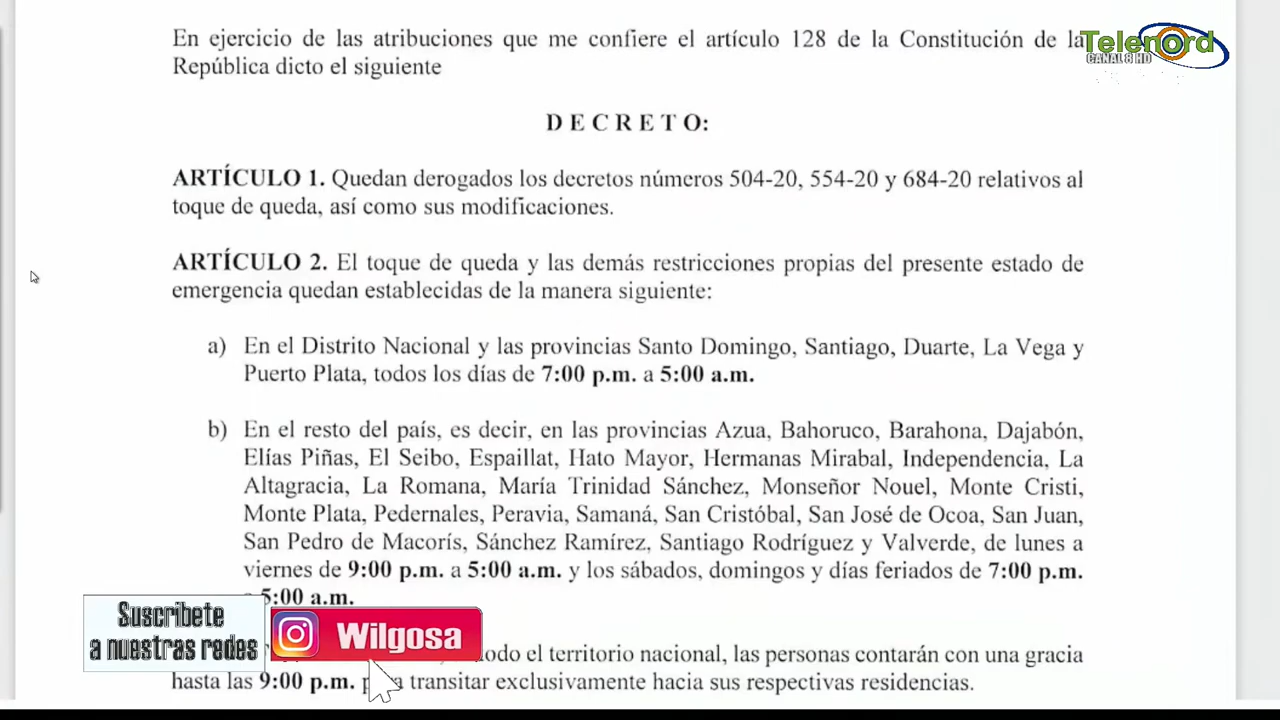 En ejercicio de las atribuciones que me confiere el artículo 128 de la Constitución de la
República dicto el siguiente
Telenord
CANAL 8 HD
D E C R E T O:
ARTÍCULO 1. Quedan derogados los decretos números 504-20, 554-20 y 684-20 relativos al
toque de queda, así como sus modificaciones.
ARTÍCULO 2. El toque de queda y las demás restricciones propias del presente estado de
emergencia quedan establecidas de la manera siguiente:
a) En el Distrito Nacional y las provincias Santo Domingo, Santiago, Duarte, La Vega y
Puerto Plata, todos los días de 7:00 p.m. a 5:00 a.m.
b) En el resto del país, es decir, en las provincias Azua, Bahoruco, Barahona, Dajabón,
Elías Piñas, El Seibo, Espaillat, Hato Mayor, Hermanas Mirabal, Independencia, La
Altagracia, La Romana, María Trinidad Sánchez, Monseñor Nouel, Monte Cristi,
Monte Plata, Pedernales, Peravia, Samaná, San Cristóbal, San José de Ocoa, San Juan,
San Pedro de Macorís, Sánchez Ramírez, Santiago Rodríguez y Valverde, de lunes a
viernes de 9:00 p.m. a 5:00 a.m. y los sábados, domingos y días feriados de 7:00 p.m.
a 5:00 a.m.
Suscribete
a nuestras redes
Wilgosa
el territorio nacional, las personas contarán con una gracia
hasta las 9:00 p.m. para transitar exclusivamente hacia sus respectivas residencias.